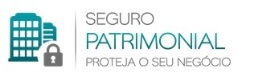 SEGURO
PATRIMONIAL
PROTEJA O SEU NEGÓCIO